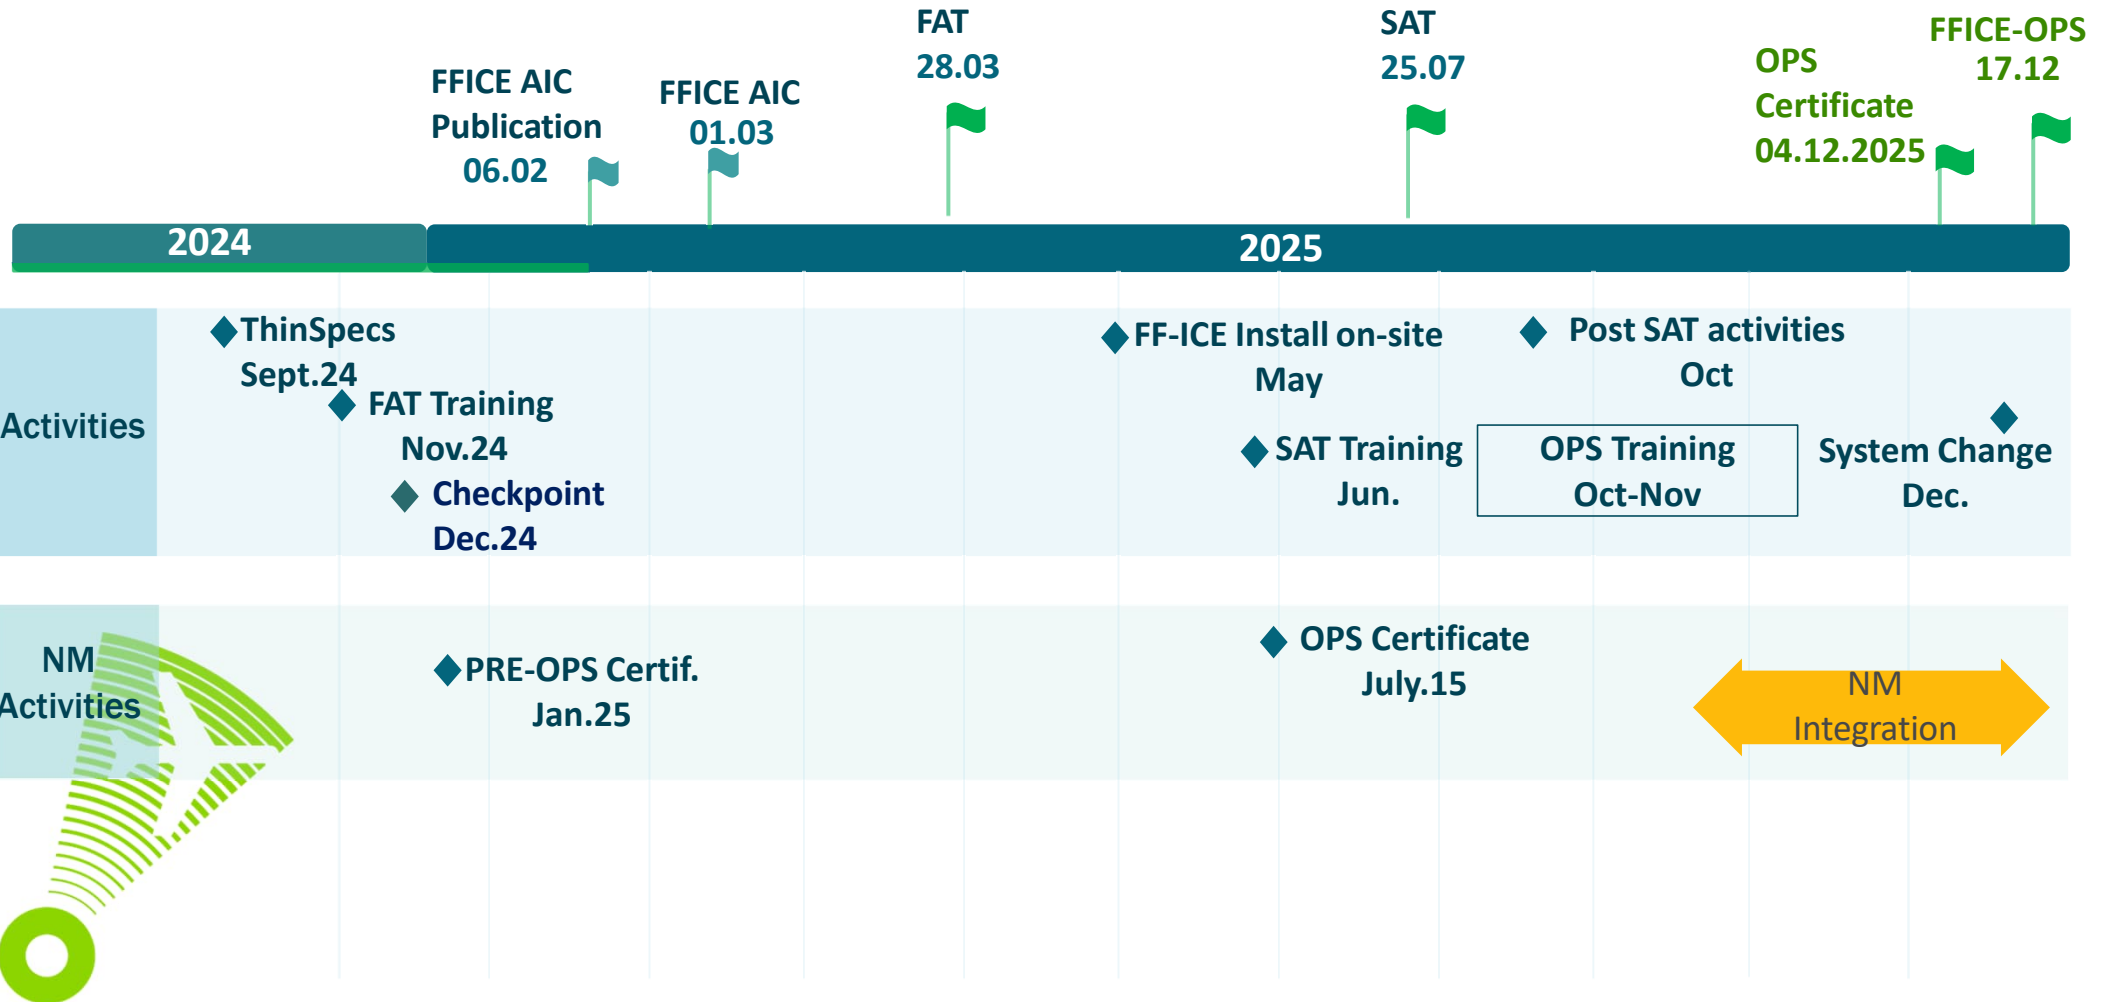 FFICE AIC
Publication
06.02
FFICE AIC
01.03
FAT
28.03
SAT
25.07
OPS
Certificate
04.12.2025
FFICE-OPS
17.12
2024
2025
Activities
ThinSpecs
Sept.24
FAT Training
Nov.24
Checkpoint
Dec.24
FF-ICE Install on-site
May
SAT Training
Jun.
Post SAT activities
Oct
OPS Training
Oct-Nov
System Change
Dec.
NM
Activities
PRE-OPS Certif.
Jan.25
OPS Certificate
July.15
NM
Integration